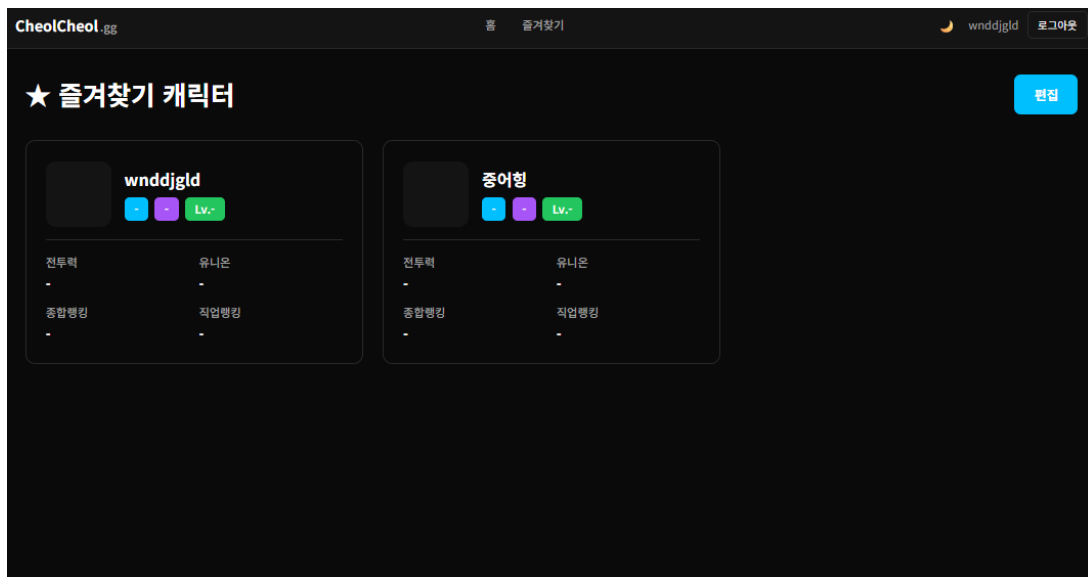 CheolCheol.gg 홈 즐겨찾기 wnddjgld 로그아웃
★ 즐겨찾기 캐릭터 편집
wnddjgld
- - Lv.-
전투력 유니온
- -
종합랭킹 직업랭킹
- -
중어힝
- - Lv.-
전투력 유니온
- -
종합랭킹 직업랭킹
- -